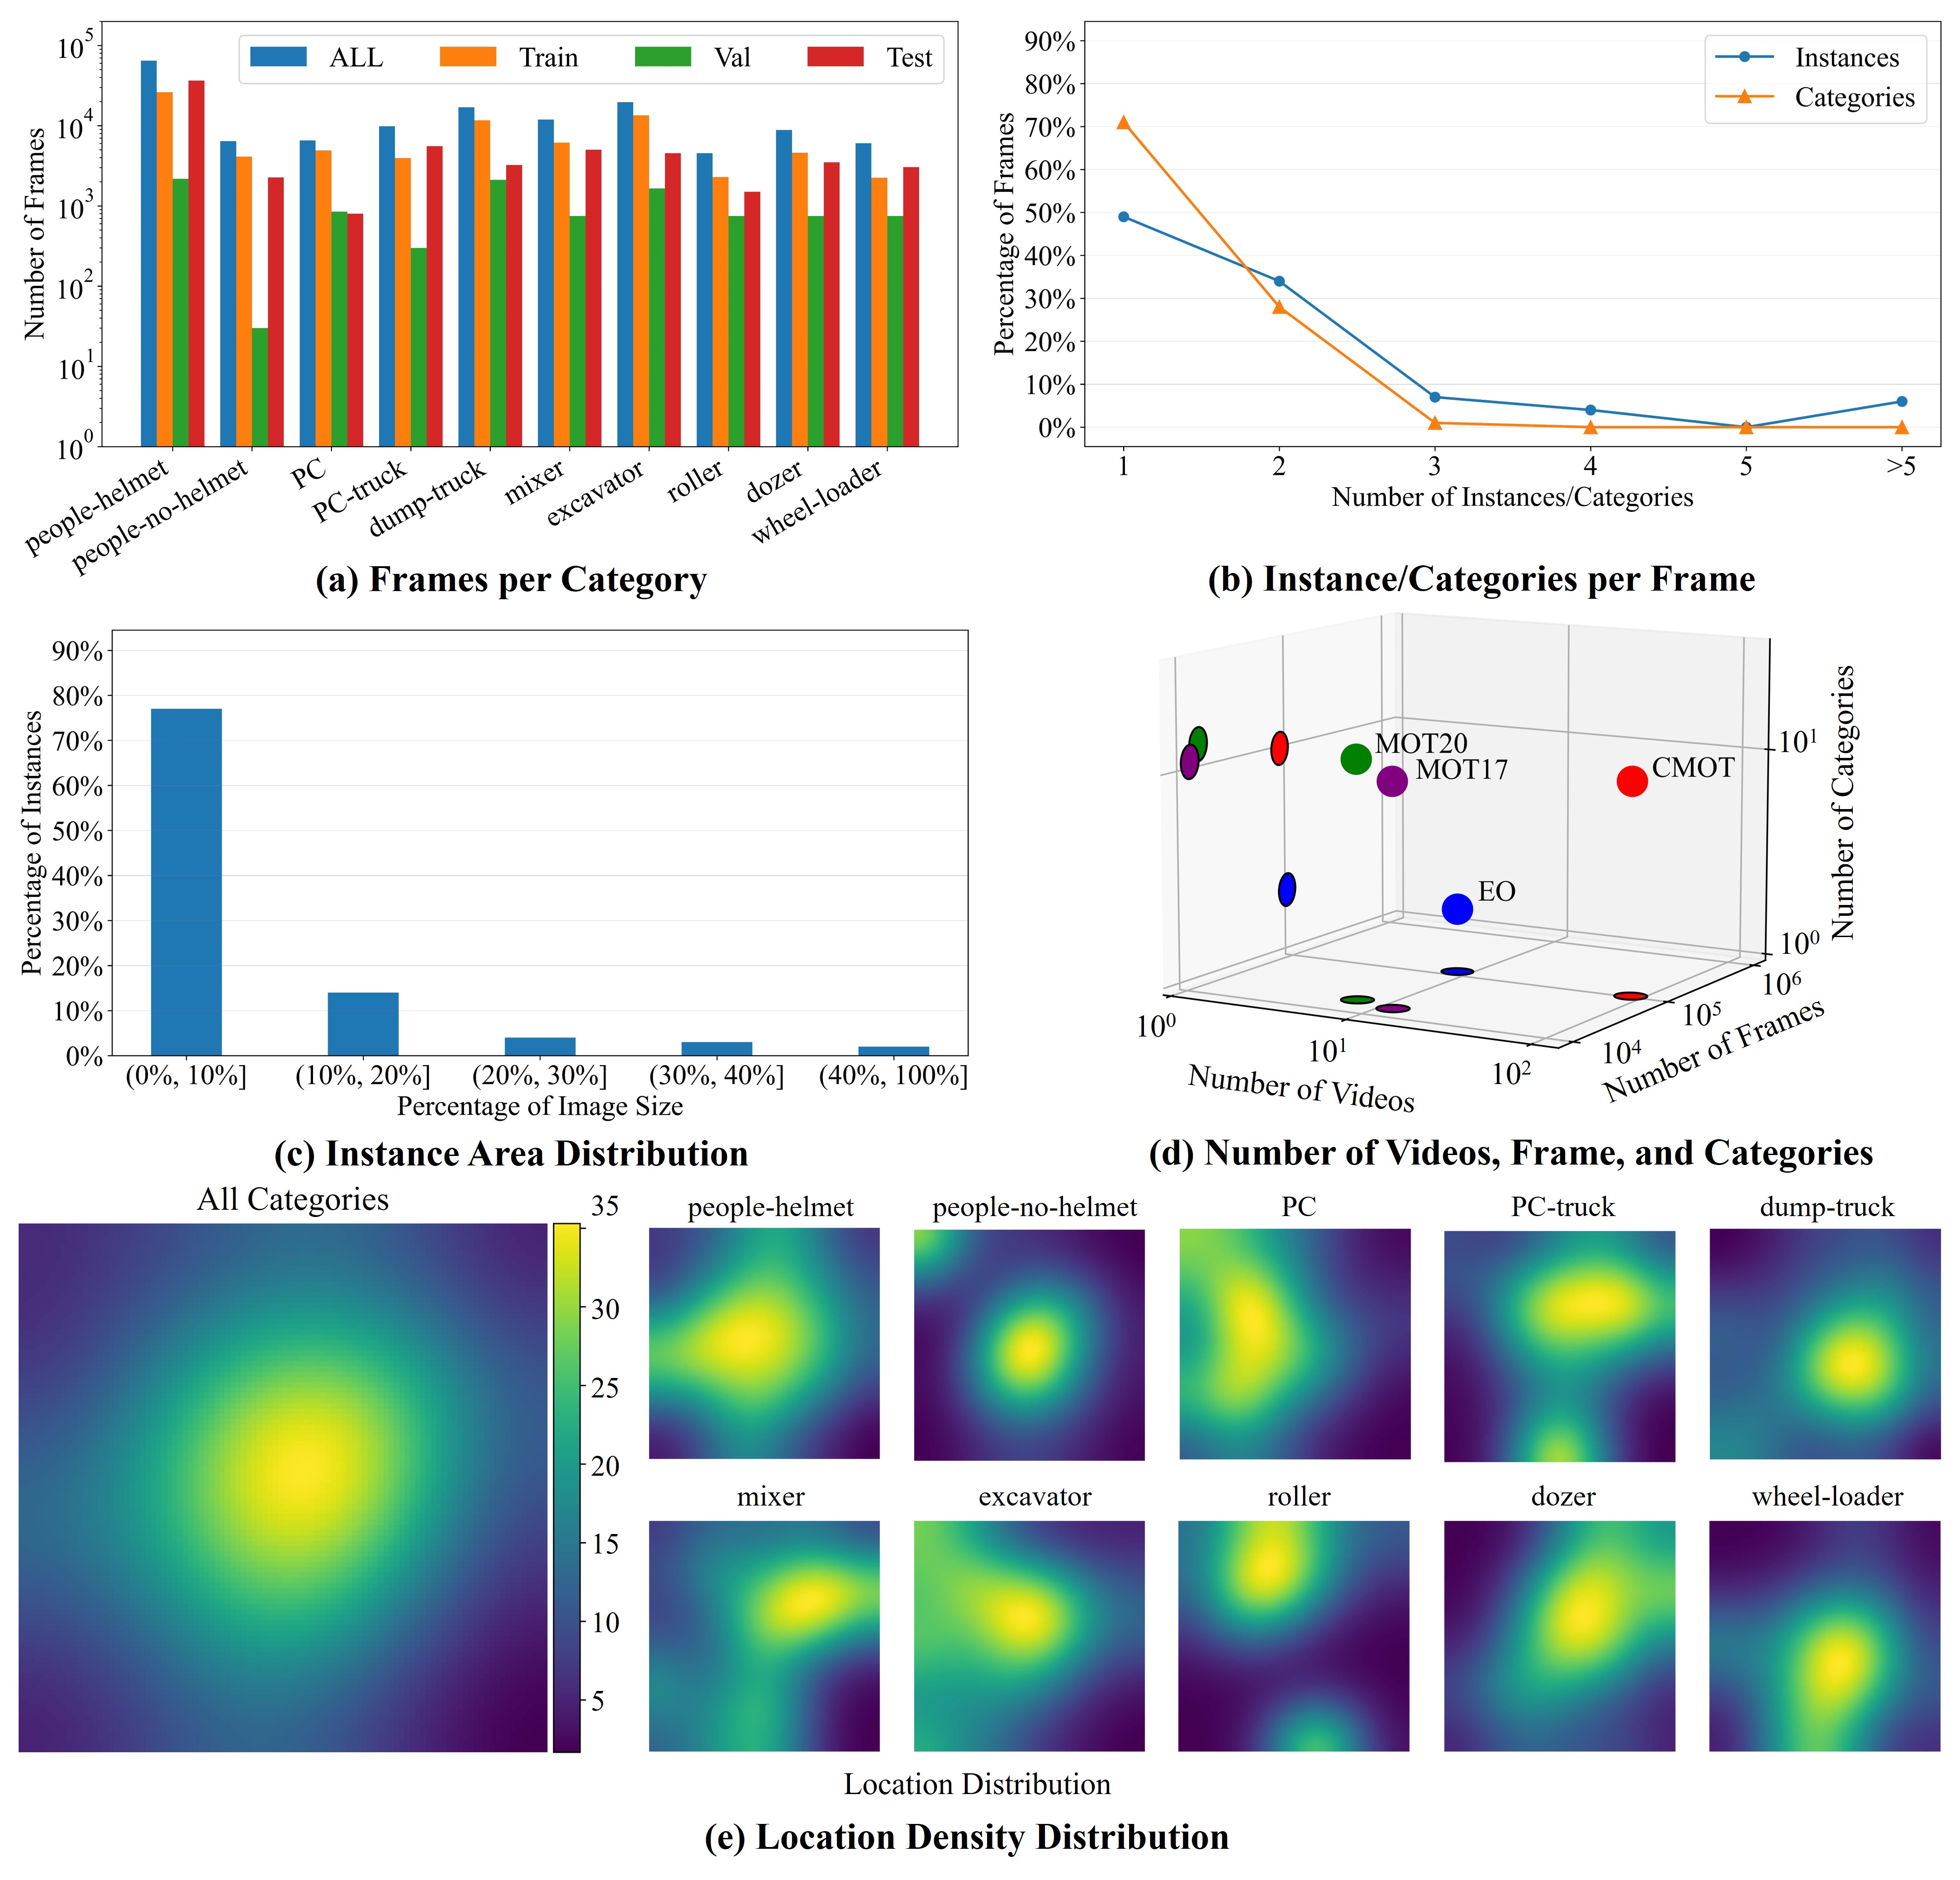 10^5
10^4
10^3
10^2
10^1
10^0
Number of Frames
ALL Train Val Test
people-helmet
people-no-helmet
PC
PC-truck
dump-truck
mixer
excavator
roller
dozer
wheel-loader
(a) Frames per Category
90%
80%
70%
60%
50%
40%
30%
20%
10%
0%
Percentage of Frames
Instances
Categories
1 2 3 4 5 >5
Number of Instances/Categories
(b) Instance/Categories per Frame
90%
80%
70%
60%
50%
40%
30%
20%
10%
0%
Percentage of Instances
(0%, 10%] (10%, 20%] (20%, 30%] (30%, 40%] (40%, 100%]
Percentage of Image Size
(c) Instance Area Distribution
MOT20
MOT17
CMOT
EO
10^1
10^0
Number of Categories
10^6
10^5
10^4
Number of Frames
10^0
10^1
10^2
Number of Videos
(d) Number of Videos, Frame, and Categories
All Categories
35
30
25
20
15
10
5
people-helmet people-no-helmet PC PC-truck dump-truck
mixer excavator roller dozer wheel-loader
Location Distribution
(e) Location Density Distribution